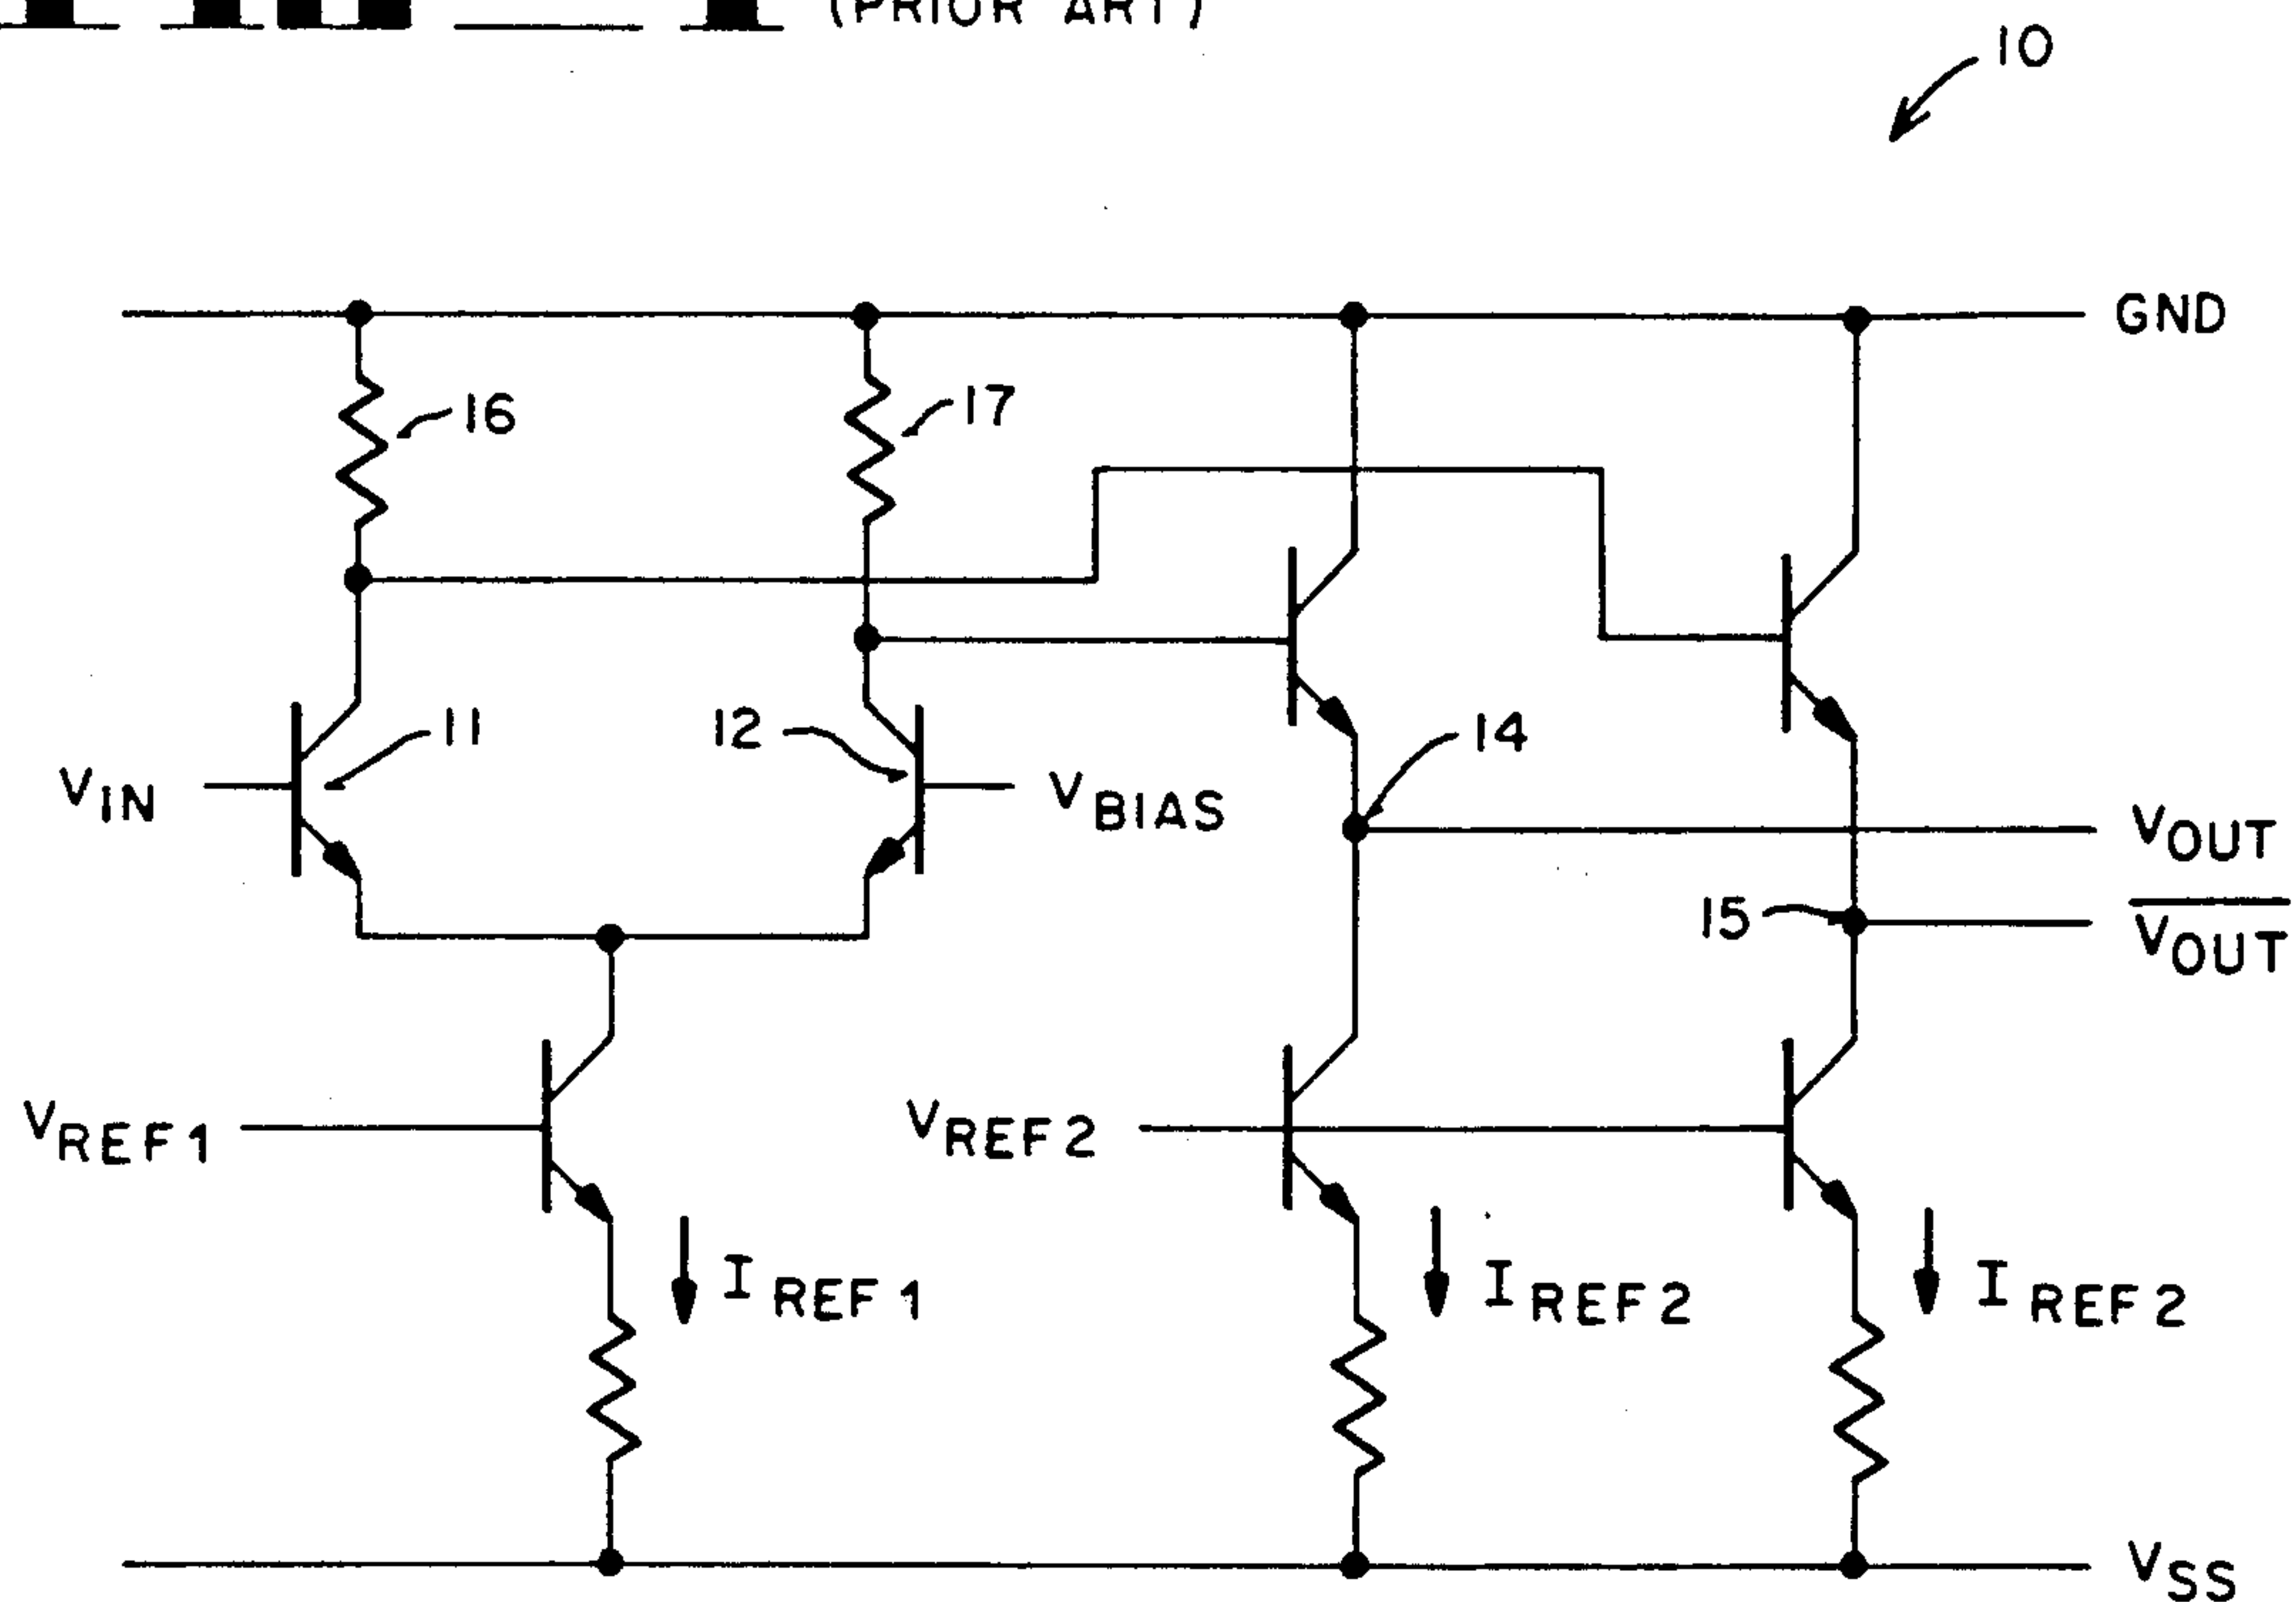 (PRIOR ART)
10
GND
16
17
11
12
14
VIN
VBIAS
VOUT
15
VOUT
VREF1
VREF2
IREF1
IREF2
IREF2
VSS